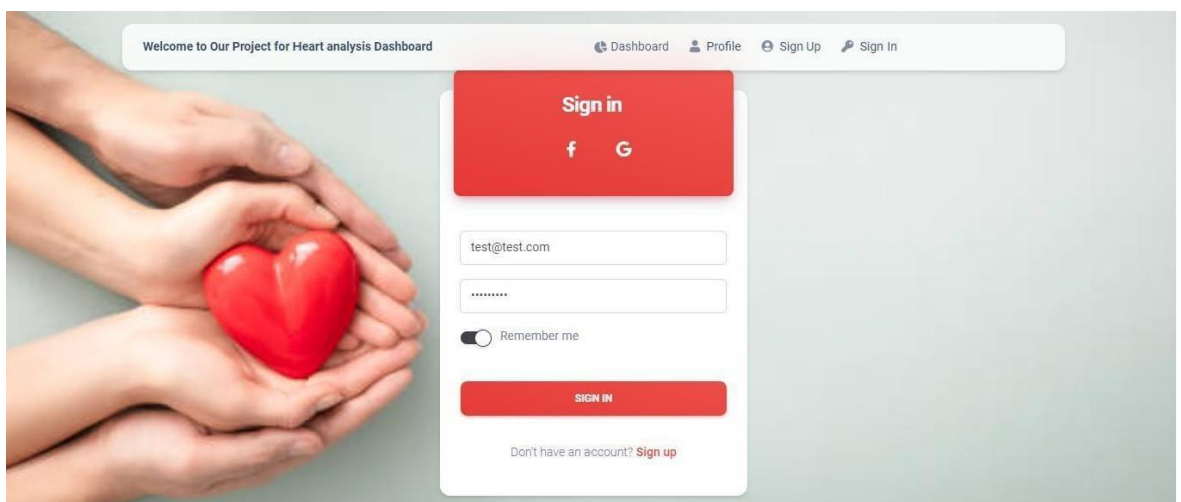 Welcome to Our Project for Heart analysis Dashboard Dashboard Profile Sign Up Sign In
Sign in
f G
test@test.com
•••••••••
Remember me
SIGN IN
Don't have an account? Sign up